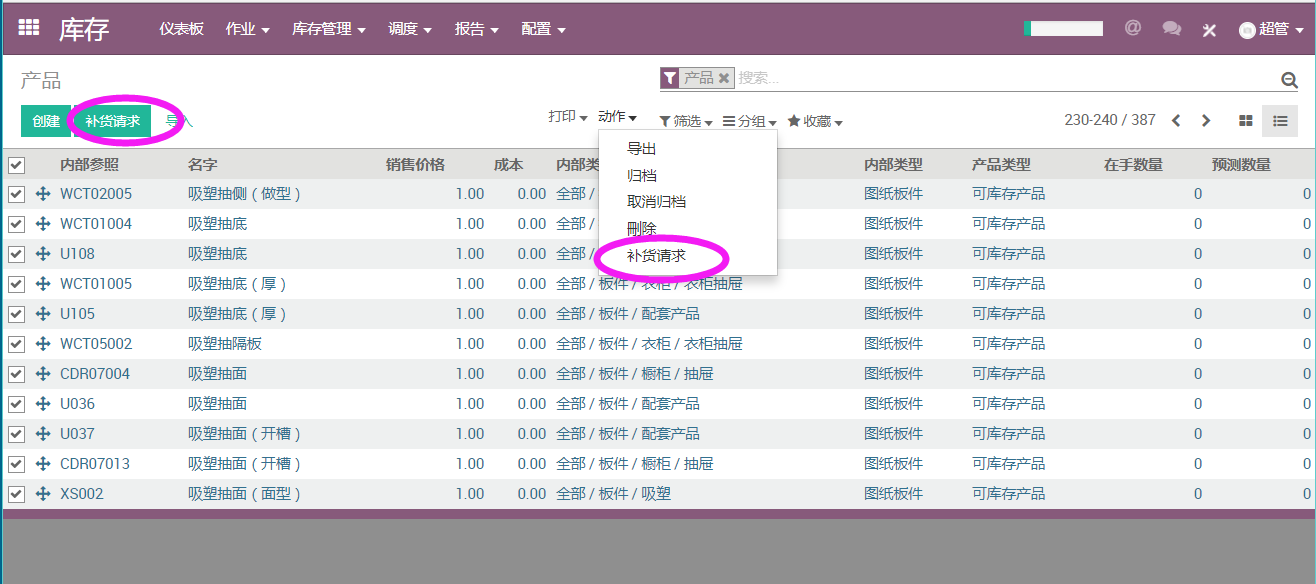 库存 仪表板 作业 库存管理 调度 报告 配置 超管
产品 产品 搜索...
创建 补货请求 导入 打印 动作 筛选 分组 收藏 230-240 / 387
导出
归档
取消归档
刪除
补货请求
内部参照 名字 销售价格 成本 内部类 内部类型 产品类型 在手数量 预测数量
WCT02005 吸塑抽侧（做型） 1.00 0.00 全部 / 图纸板件 可库存产品 0 0
WCT01004 吸塑抽底 1.00 0.00 全部 / 图纸板件 可库存产品 0 0
U108 吸塑抽底 1.00 0.00 全部 / 图纸板件 可库存产品 0 0
WCT01005 吸塑抽底（厚） 1.00 0.00 全部 / 板件 / 衣柜 / 衣柜抽屉 图纸板件 可库存产品 0 0
U105 吸塑抽底（厚） 1.00 0.00 全部 / 板件 / 配套产品 图纸板件 可库存产品 0 0
WCT05002 吸塑抽隔板 1.00 0.00 全部 / 板件 / 衣柜 / 衣柜抽屉 图纸板件 可库存产品 0 0
CDR07004 吸塑抽面 1.00 0.00 全部 / 板件 / 橱柜 / 抽屉 图纸板件 可库存产品 0 0
U036 吸塑抽面 1.00 0.00 全部 / 板件 / 配套产品 图纸板件 可库存产品 0 0
U037 吸塑抽面（开槽） 1.00 0.00 全部 / 板件 / 配套产品 图纸板件 可库存产品 0 0
CDR07013 吸塑抽面（开槽） 1.00 0.00 全部 / 板件 / 橱柜 / 抽屉 图纸板件 可库存产品 0 0
XS002 吸塑抽面（面型） 1.00 0.00 全部 / 板件 / 吸塑 图纸板件 可库存产品 0 0